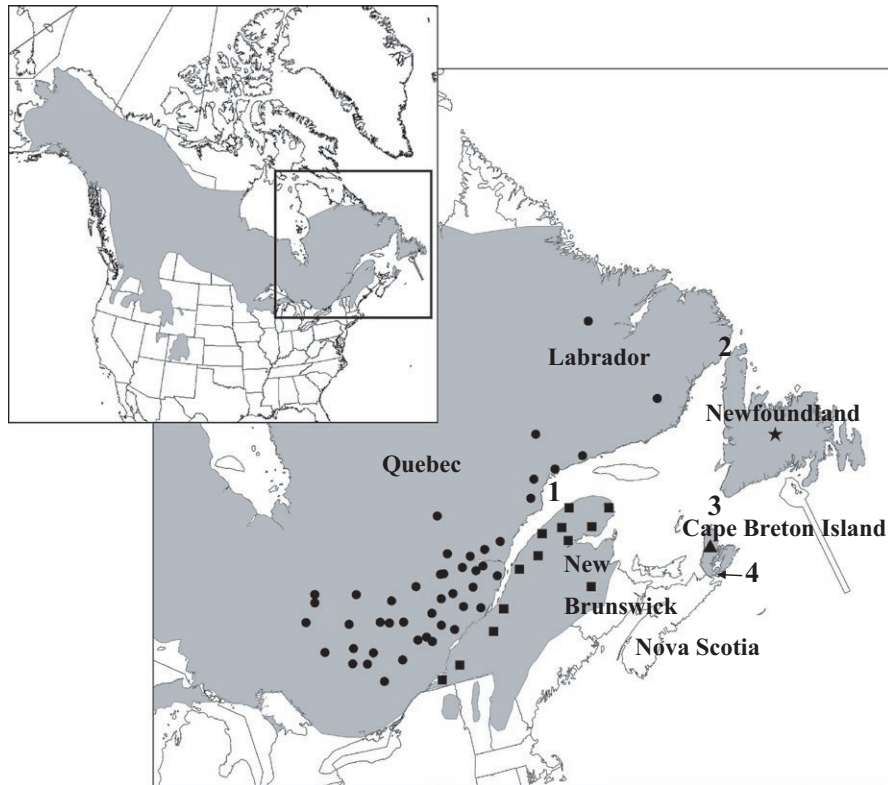 Labrador
2
Newfoundland
Quebec
1
3
Cape Breton Island
New
Brunswick
4
Nova Scotia